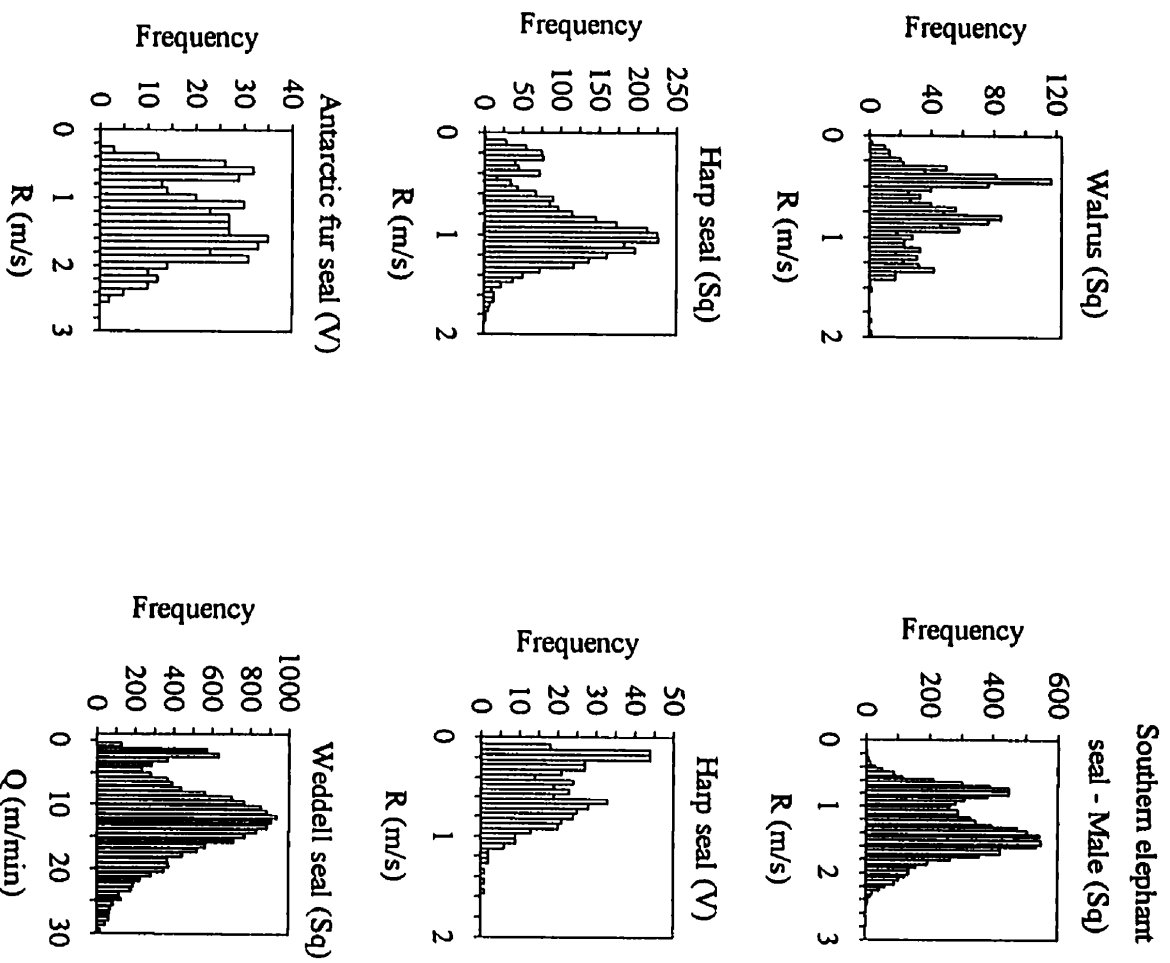 Walrus (Sq)
Frequency
120
80
40
0
0
1
2
R (m/s)
Southern elephant
seal - Male (Sq)
Frequency
600
400
200
0
0
1
2
3
R (m/s)
Harp seal (Sq)
Frequency
250
200
150
100
50
0
0
1
2
R (m/s)
Harp seal (V)
Frequency
50
40
30
20
10
0
0
1
2
R (m/s)
Antarctic fur seal (V)
Frequency
40
30
20
10
0
0
1
2
3
R (m/s)
Weddell seal (Sq)
Frequency
1000
800
600
400
200
0
0
10
20
30
Q (m/min)